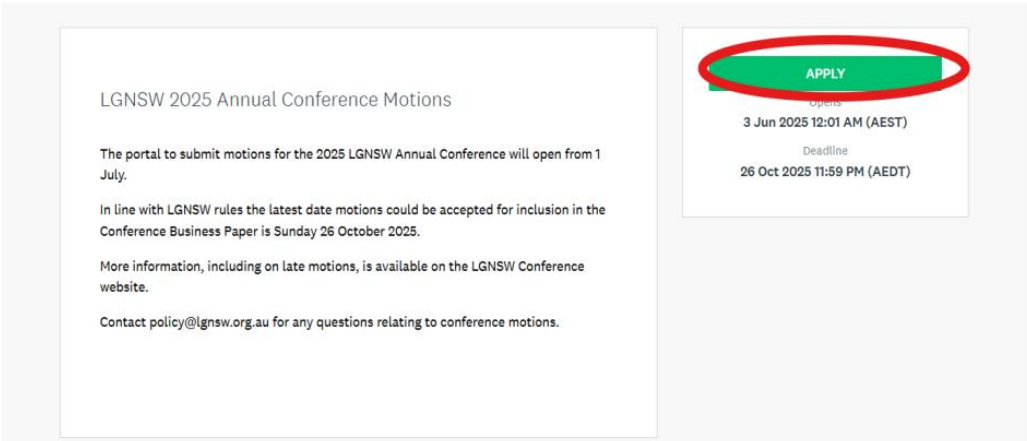 LGNSW 2025 Annual Conference Motions
The portal to submit motions for the 2025 LGNSW Annual Conference will open from 1
July.
In line with LGNSW rules the latest date motions could be accepted for inclusion in the
Conference Business Paper is Sunday 26 October 2025.
More information, including on late motions, is available on the LGNSW Conference
website.
Contact policy@lgnsw.org.au for any questions relating to conference motions.
APPLY
Opens
3 Jun 2025 12:01 AM (AEST)
Deadline
26 Oct 2025 11:59 PM (AEDT)